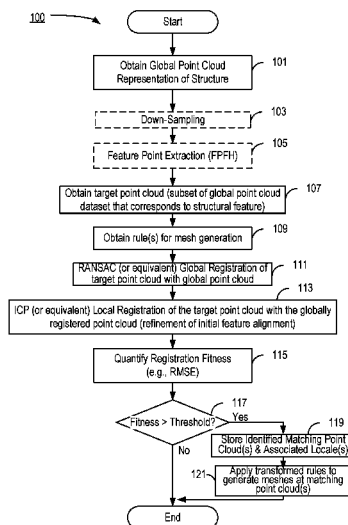 100
Start
Obtain Global Point Cloud
Representation of Structure
101
Down-Sampling
103
Feature Point Extraction (FPFH)
105
Obtain target point cloud (subset of global point cloud
dataset that corresponds to structural feature)
107
Obtain rule(s) for mesh generation
109
RANSAC (or equivalent) Global Registration of
target point cloud with global point cloud
111
ICP (or equivalent) Local Registration of the target point cloud with the globally
registered point cloud (refinement of initial feature alignment)
113
Quantify Registration Fitness
(e.g., RMSE)
115
Fitness > Threshold?
117
Yes
No
Store Identified Matching Point
Cloud(s) & Associated Locale(s)
119
Apply transformed rules to
generate meshes at matching
point cloud(s)
121
End